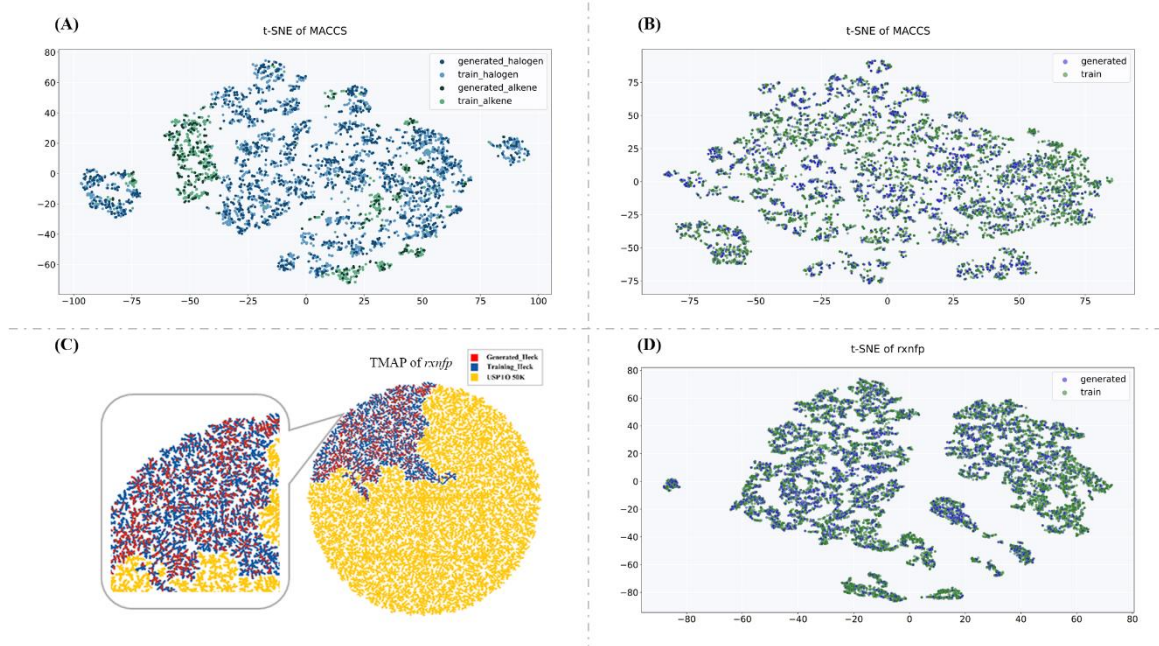 (A)
t-SNE of MACCS
80
60
40
20
0
−20
−40
−60
−100
−75
−50
−25
0
25
50
75
100
generated_halogen
train_halogen
generated_alkene
train_alkene
(B)
t-SNE of MACCS
75
50
25
0
−25
−50
−75
−75
−50
−25
0
25
50
75
generated
train
(C)
TMAP of rxnfp
Generated_Heck
Training_Heck
USPTO 50K
(D)
t-SNE of rxnfp
80
60
40
20
0
−20
−40
−60
−80
−80
−60
−40
−20
0
20
40
60
80
generated
train